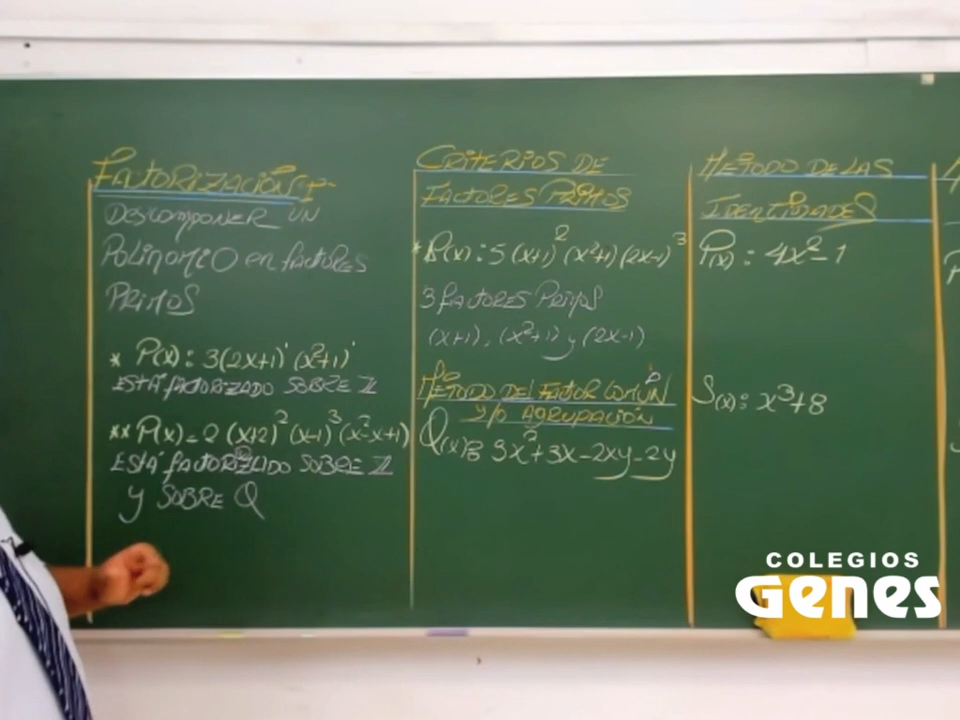 FACTORIZACIÓN:
DESCOMPONER UN
POLINOMIO EN FACTORES
PRIMOS
* P(x): 3(2x+1)¹(x²+1)¹
ESTÁ FACTORIZADO SOBRE Z
** P(x) = 2 (x+2)² (x-1)³ (x²-x+1)
ESTÁ FACTORIZADO SOBRE Z
Y SOBRE Q
CRITERIOS DE
FACTORES PRIMOS
* P(x): 5 (x+1)² (x²+1) (2x-1)³
3 FACTORES PRIMOS
(x+1), (x²+1) y (2x-1)
MÉTODO DEL FACTOR COMÚN
Y/O AGRUPACIÓN
Q(x): 3x²+3x-2xy-2y
MÉTODO DE LAS
IDENTIDADES
P(x): 4x²-1
S(x): x³+8
COLEGIOS
GENES